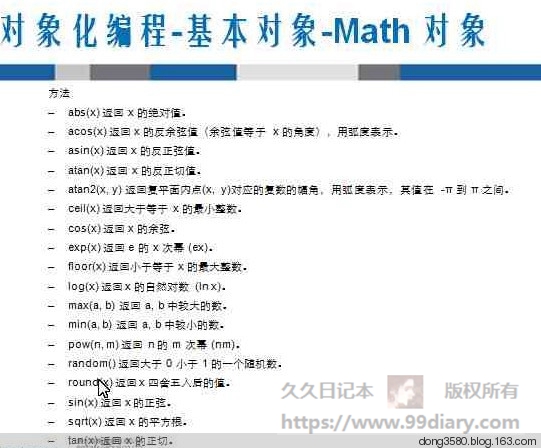 对象化编程-基本对象-Math 对象
方法
– abs(x) 返回 x 的绝对值。
– acos(x) 返回 x 的反余弦值（余弦值等于 x 的角度），用弧度表示。
– asin(x) 返回 x 的反正弦值。
– atan(x) 返回 x 的反正切值。
– atan2(x, y) 返回复平面内点(x, y)对应的复数的幅角，用弧度表示，其值在 -π 到 π 之间。
– ceil(x) 返回大于等于 x 的最小整数。
– cos(x) 返回 x 的余弦。
– exp(x) 返回 e 的 x 次幂 (ex)。
– floor(x) 返回小于等于 x 的最大整数。
– log(x) 返回 x 的自然对数 (ln x)。
– max(a, b) 返回 a, b 中较大的数。
– min(a, b) 返回 a, b 中较小的数。
– pow(n, m) 返回 n 的 m 次幂 (nm)。
– random() 返回大于 0 小于 1 的一个随机数。
– round(x) 返回 x 四舍五入后的值。
– sin(x) 返回 x 的正弦。
– sqrt(x) 返回 x 的平方根。
– tan(x) 返回 x 的正切。
久久日记本 版权所有
https://www.99diary.com
dong3580.blog.163.com